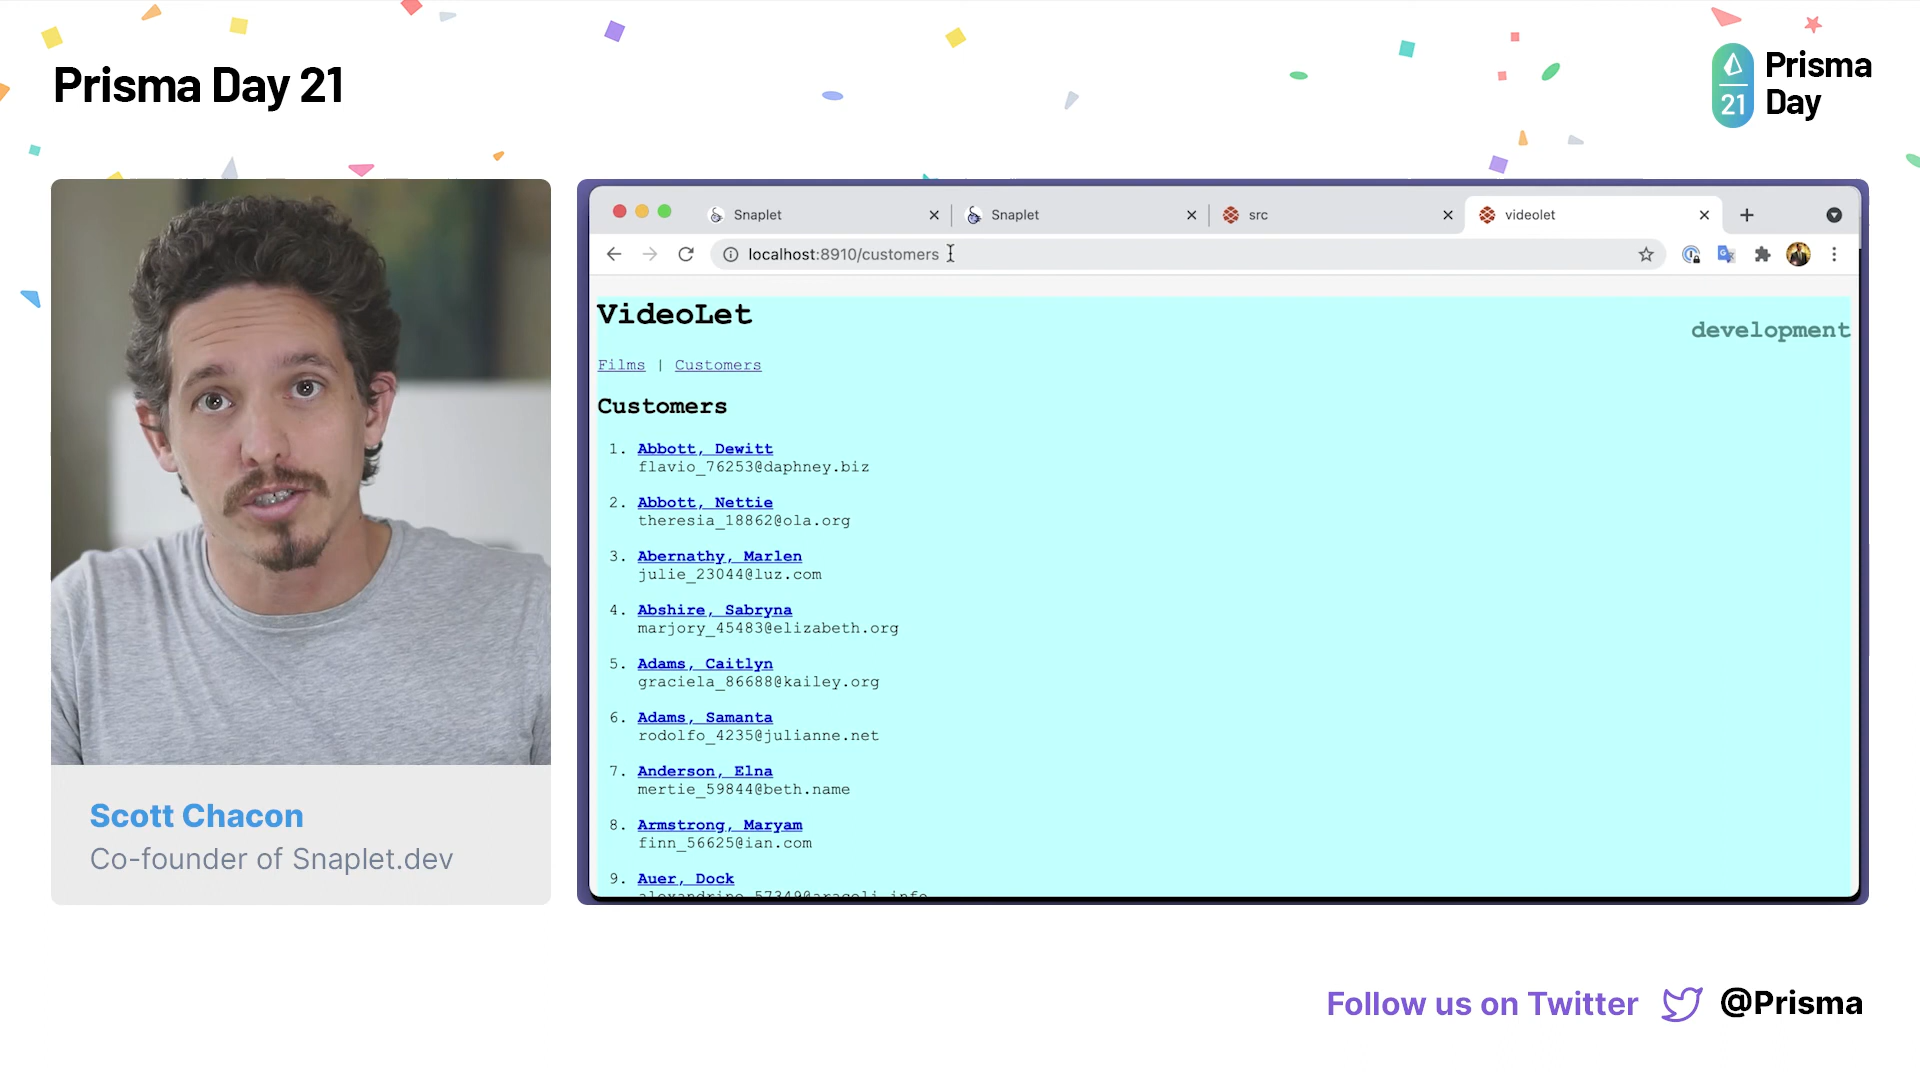 Prisma Day 21
Prisma
Day
21
Snaplet
Snaplet
src
videolet
localhost:8910/customers
VideoLet
development
Films | Customers
Customers
1. Abbott, Dewitt
flavio_76253@daphney.biz
2. Abbott, Nettie
theresia_18862@ola.org
3. Abernathy, Marlen
julie_23044@luz.com
4. Abshire, Sabryna
marjory_45483@elizabeth.org
5. Adams, Caitlyn
graciela_86688@kailey.org
6. Adams, Samanta
rodolfo_4235@julianne.net
7. Anderson, Elna
mertie_59844@beth.name
8. Armstrong, Maryam
finn_56625@ian.com
9. Auer, Dock
Scott Chacon
Co-founder of Snaplet.dev
Follow us on Twitter @Prisma